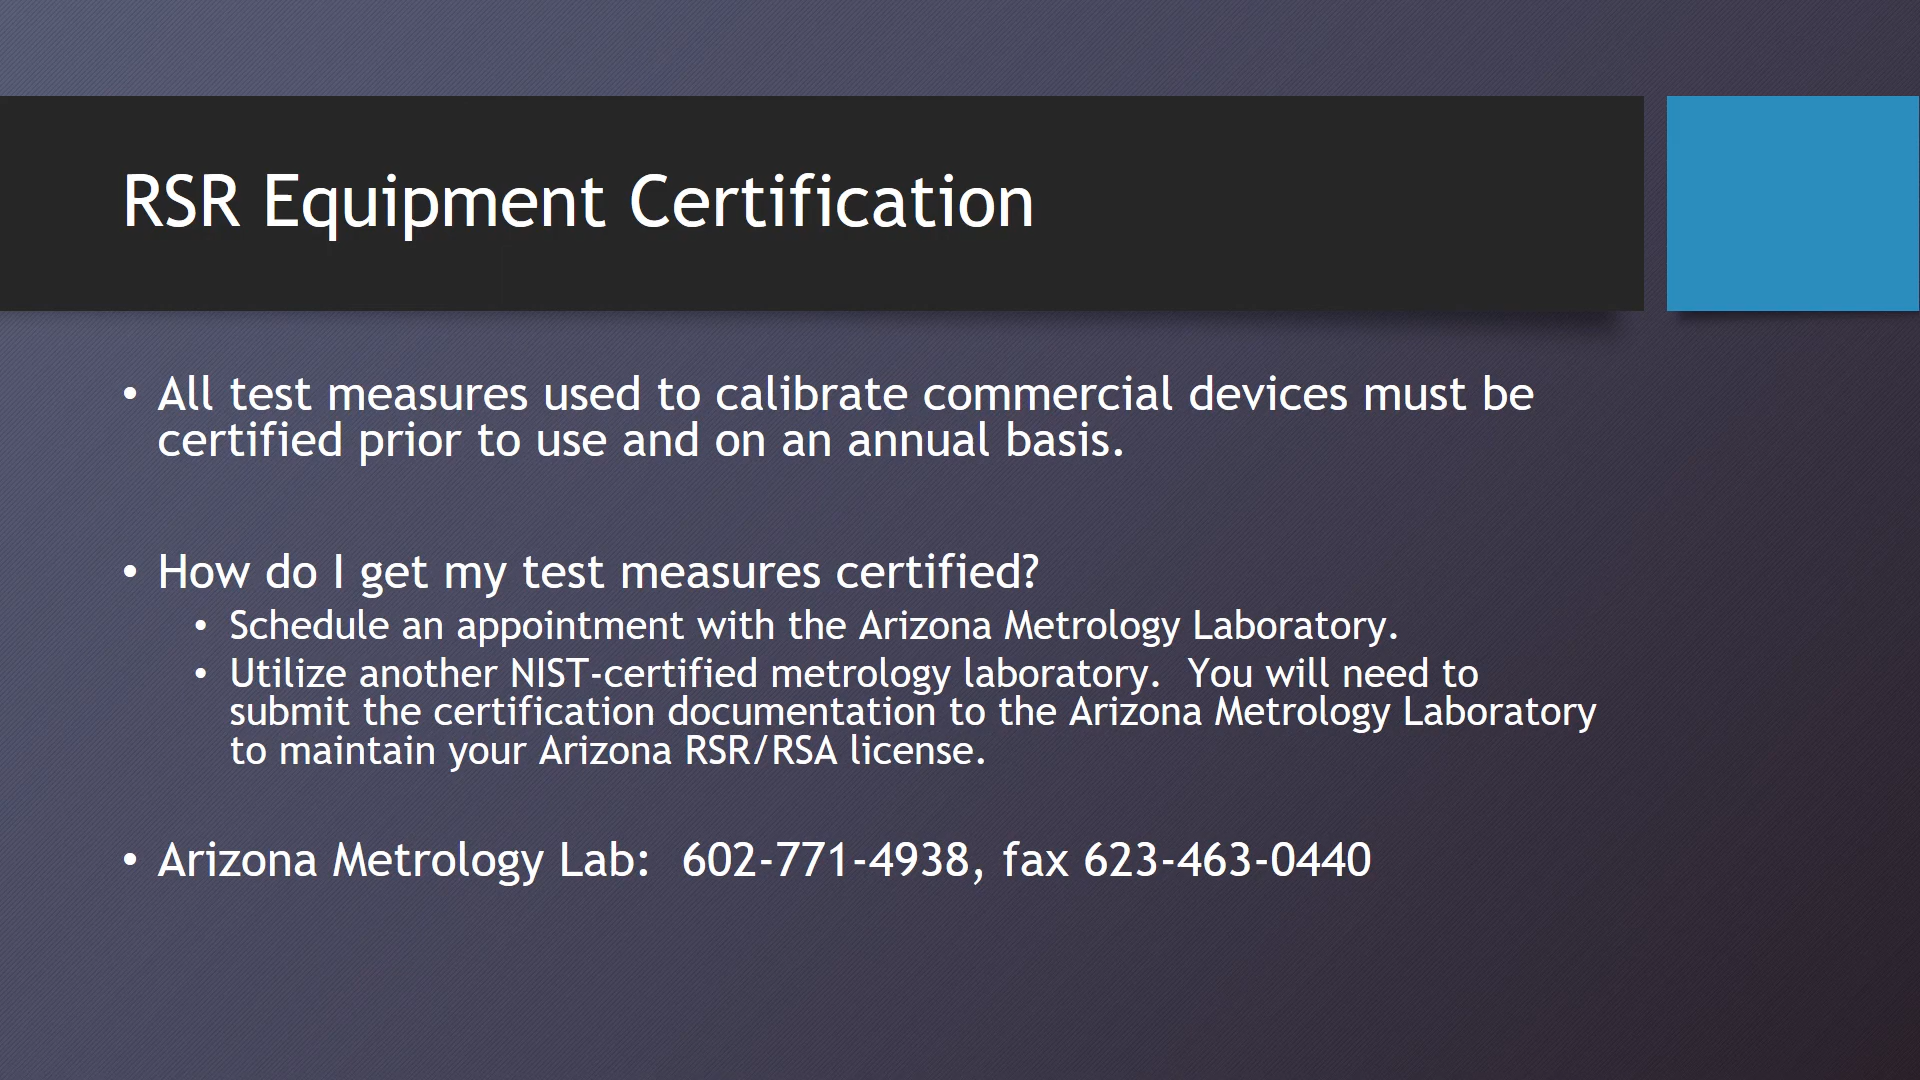 RSR Equipment Certification
• All test measures used to calibrate commercial devices must be
certified prior to use and on an annual basis.
• How do I get my test measures certified?
• Schedule an appointment with the Arizona Metrology Laboratory.
• Utilize another NIST-certified metrology laboratory.  You will need to
submit the certification documentation to the Arizona Metrology Laboratory
to maintain your Arizona RSR/RSA license.
• Arizona Metrology Lab:  602-771-4938, fax 623-463-0440